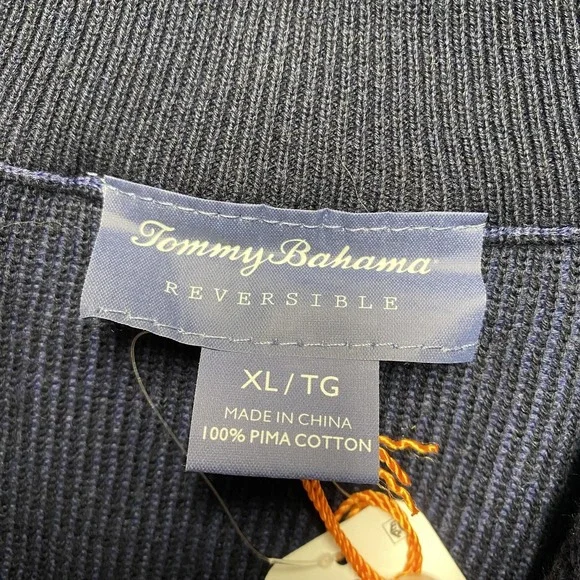 Tommy Bahama
REVERSIBLE
XL / TG
MADE IN CHINA
100% PIMA COTTON